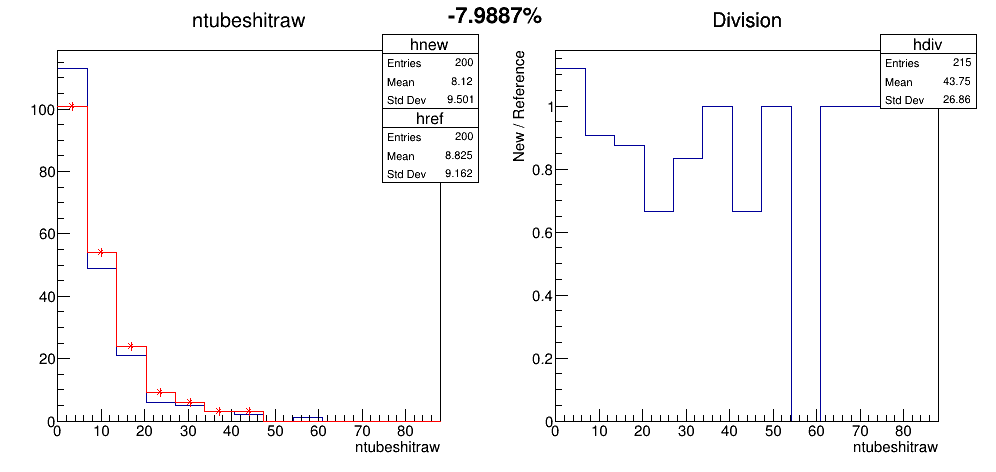 -7.9887%
ntubeshitraw
hnew
Entries 200
Mean 8.12
Std Dev 9.501
href
Entries 200
Mean 8.825
Std Dev 9.162
100
80
60
40
20
0
0 10 20 30 40 50 60 70 80
ntubeshitraw
Division
hdiv
Entries 215
Mean 43.75
Std Dev 26.86
New / Reference
1
0.8
0.6
0.4
0.2
0
0 10 20 30 40 50 60 70 80
ntubeshitraw